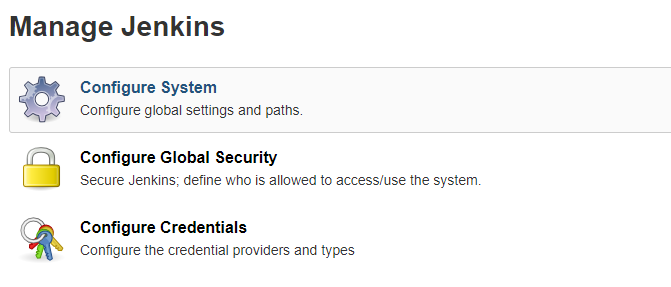 Manage Jenkins
Configure System
Configure global settings and paths.
Configure Global Security
Secure Jenkins; define who is allowed to access/use the system.
Configure Credentials
Configure the credential providers and types